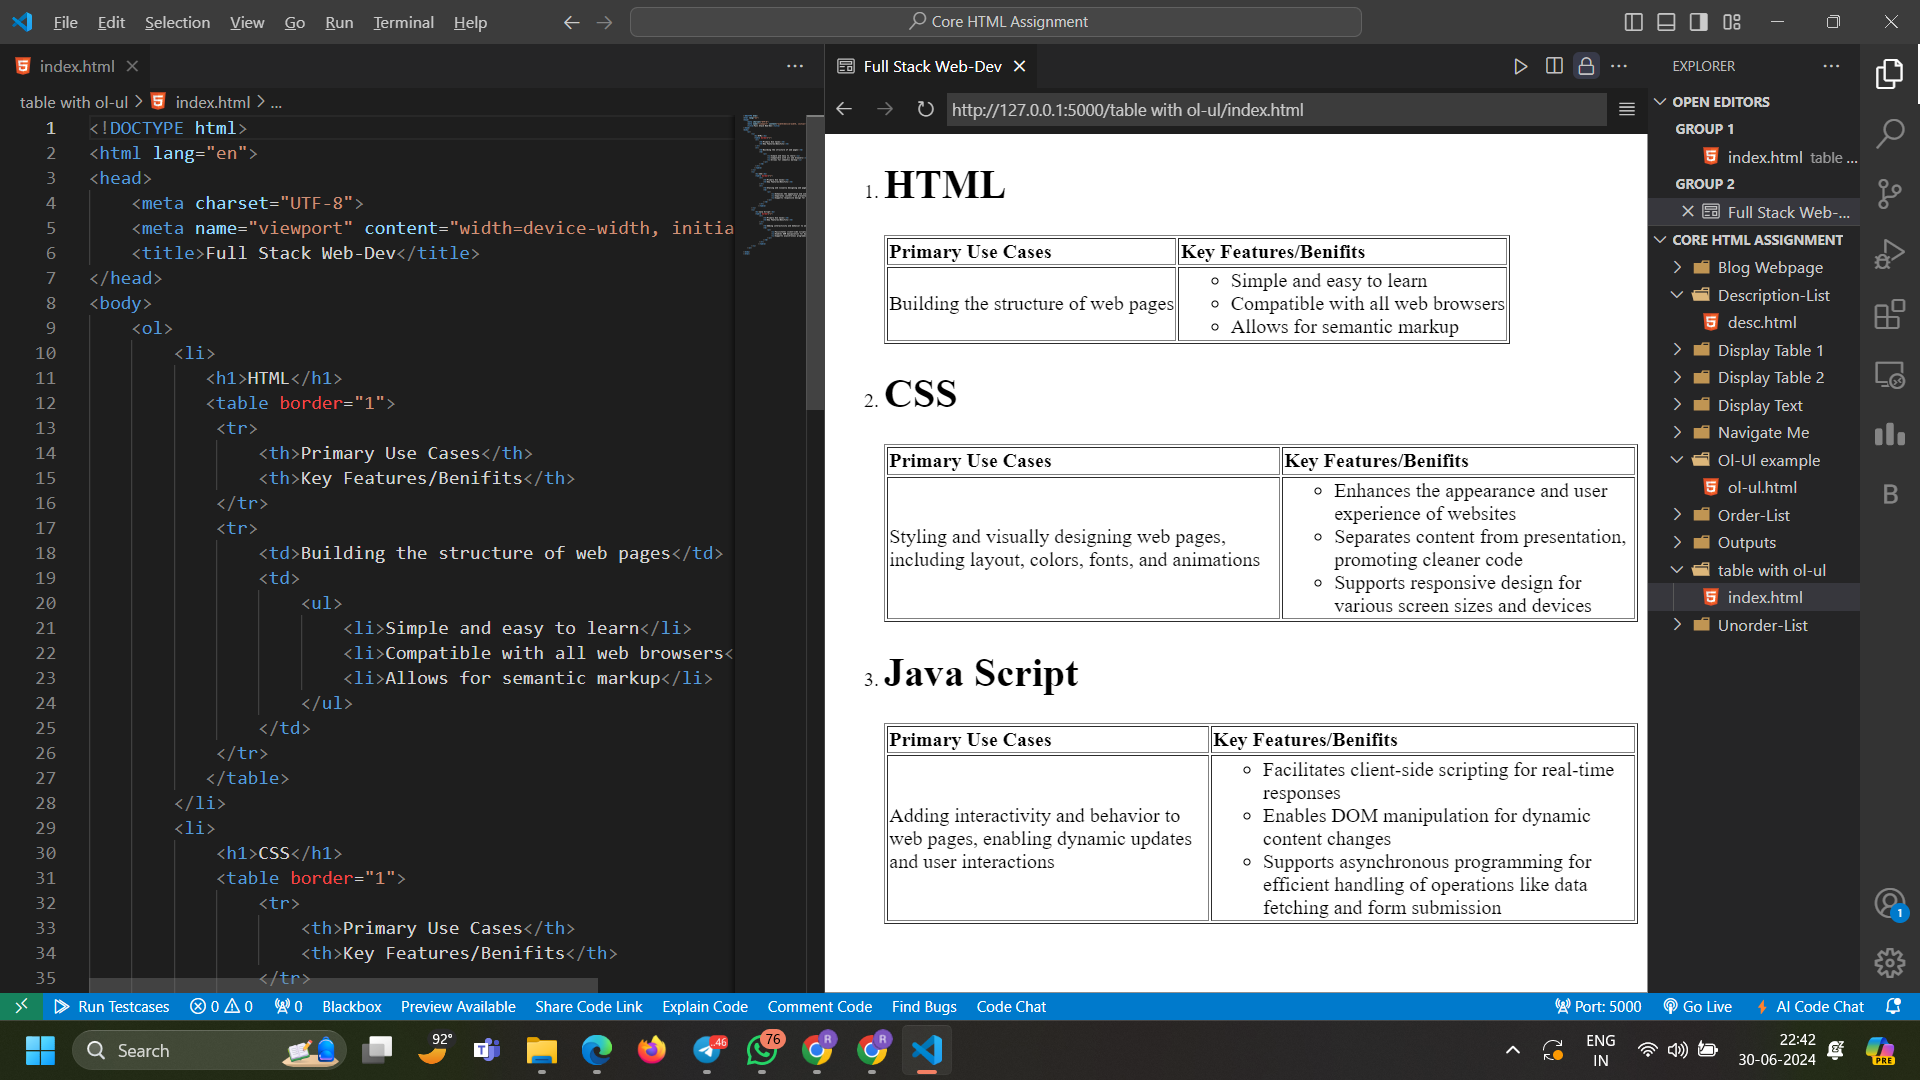 File Edit Selection View Go Run Terminal Help
Core HTML Assignment
index.html
table with ol-ul > index.html > ...
1 <!DOCTYPE html>
2 <html lang="en">
3 <head>
4 <meta charset="UTF-8">
5 <meta name="viewport" content="width=device-width, initia
6 <title>Full Stack Web-Dev</title>
7 </head>
8 <body>
9 <ol>
10 <li>
11 <h1>HTML</h1>
12 <table border="1">
13 <tr>
14 <th>Primary Use Cases</th>
15 <th>Key Features/Benifits</th>
16 </tr>
17 <tr>
18 <td>Building the structure of web pages</td>
19 <td>
20 <ul>
21 <li>Simple and easy to learn</li>
22 <li>Compatible with all web browsers<
23 <li>Allows for semantic markup</li>
24 </ul>
25 </td>
26 </tr>
27 </table>
28 </li>
29 <li>
30 <h1>CSS</h1>
31 <table border="1">
32 <tr>
33 <th>Primary Use Cases</th>
34 <th>Key Features/Benifits</th>
35 </tr>
Full Stack Web-Dev
http://127.0.0.1:5000/table with ol-ul/index.html
1. HTML
Primary Use Cases Key Features/Benifits
Building the structure of web pages
Simple and easy to learn
Compatible with all web browsers
Allows for semantic markup
2. CSS
Primary Use Cases Key Features/Benifits
Styling and visually designing web pages,
including layout, colors, fonts, and animations
Enhances the appearance and user
experience of websites
Separates content from presentation,
promoting cleaner code
Supports responsive design for
various screen sizes and devices
3. Java Script
Primary Use Cases Key Features/Benifits
Adding interactivity and behavior to
web pages, enabling dynamic updates
and user interactions
Facilitates client-side scripting for real-time
responses
Enables DOM manipulation for dynamic
content changes
Supports asynchronous programming for
efficient handling of operations like data
fetching and form submission
EXPLORER
OPEN EDITORS
GROUP 1
index.html table ...
GROUP 2
Full Stack Web-...
CORE HTML ASSIGNMENT
Blog Webpage
Description-List
desc.html
Display Table 1
Display Table 2
Display Text
Navigate Me
Ol-Ul example
ol-ul.html
Order-List
Outputs
table with ol-ul
index.html
Unorder-List
B
1
Run Testcases 0 0 0 Blackbox Preview Available Share Code Link Explain Code Comment Code Find Bugs Code Chat Port: 5000 Go Live AI Code Chat
Search
92°
.46
76
R
R
ENG
IN
22:42
30-06-2024
PRE